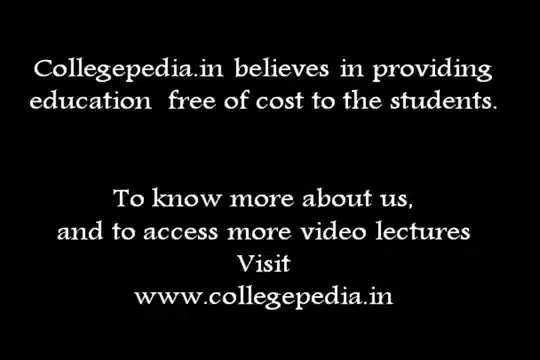 Collegepedia.in believes in providing
education free of cost to the students.
To know more about us,
and to access more video lectures
Visit
www.collegepedia.in